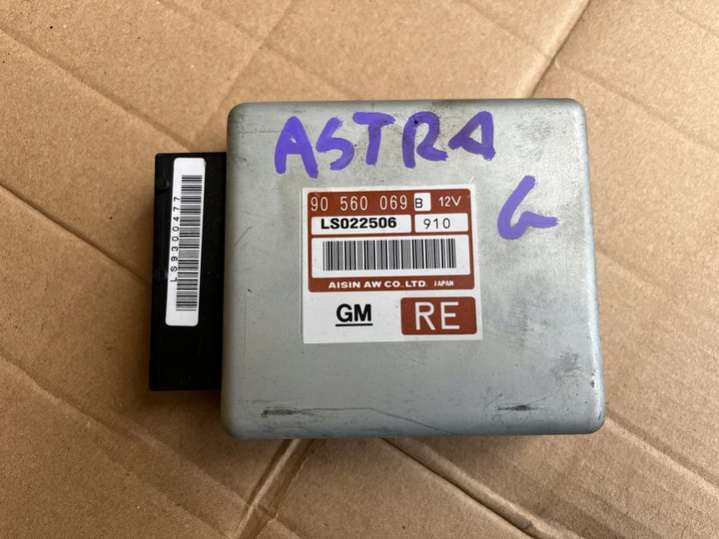 ASTRA
G
90 560 069 B 12V
LS022506 910
AISIN AW CO.,LTD. JAPAN
GM RE
LS9300477